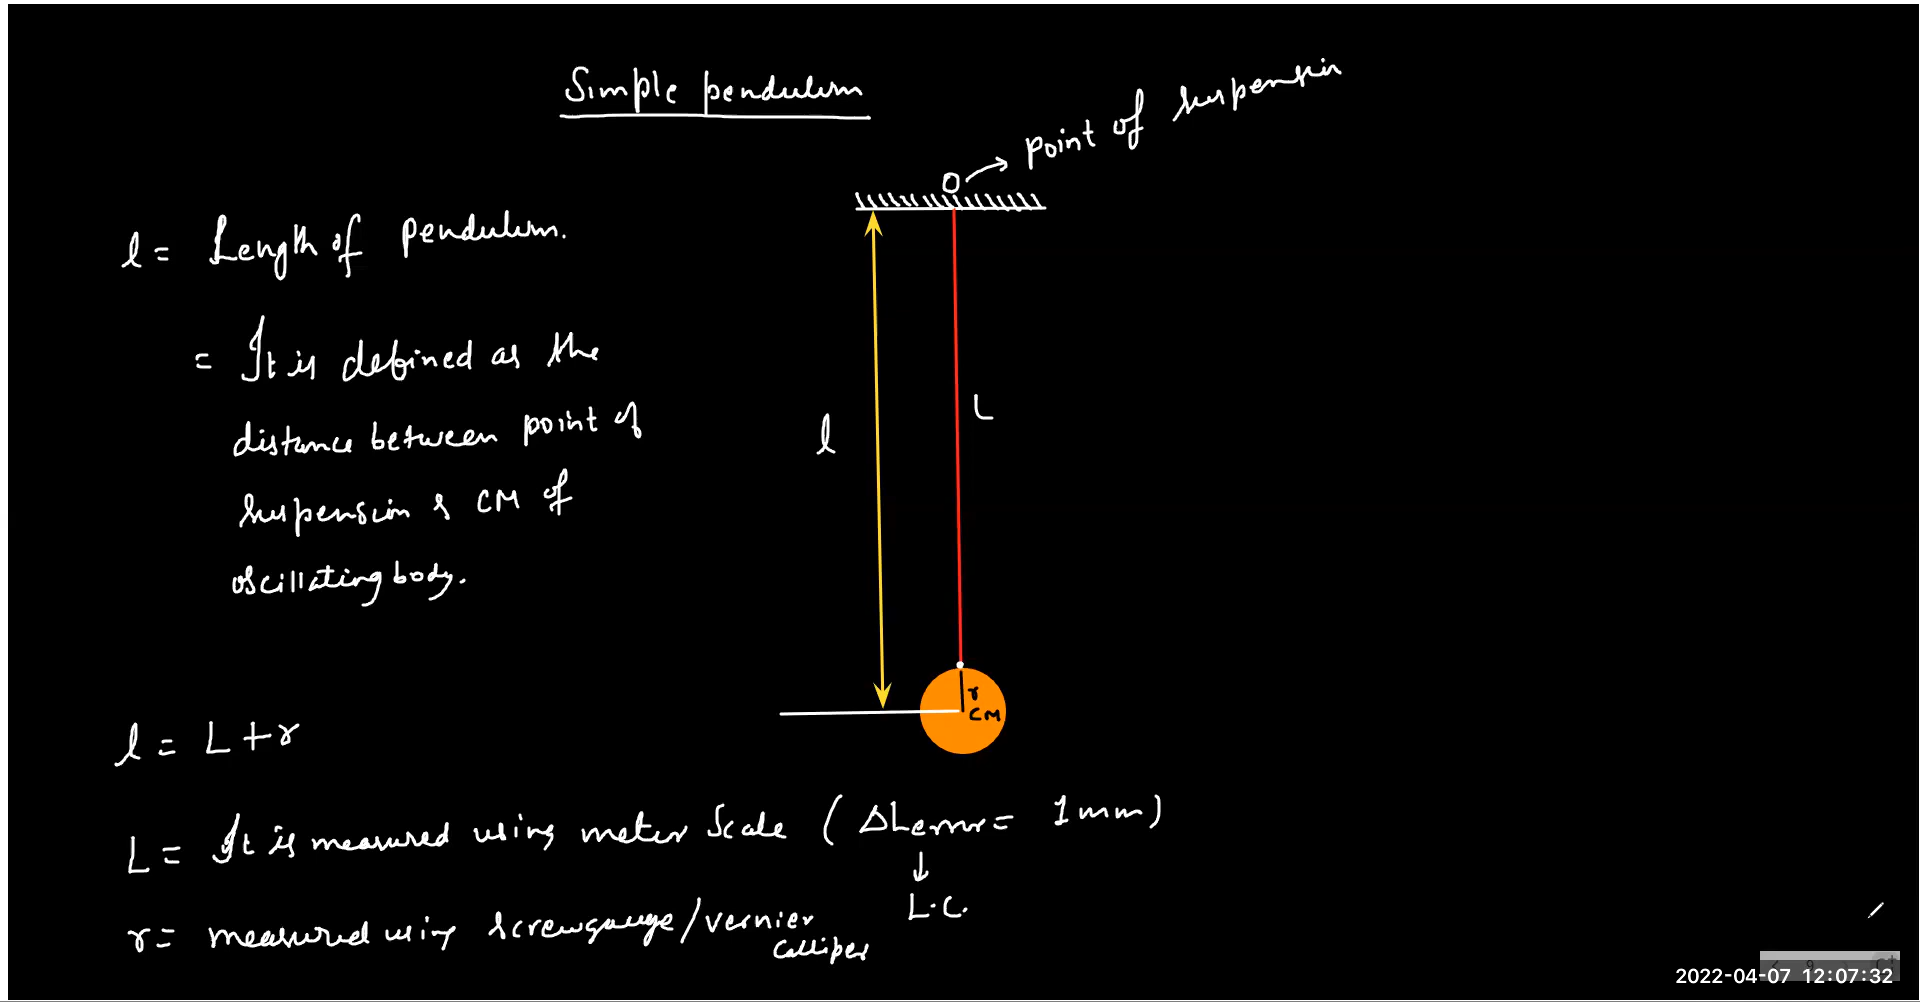 Simple pendulum
O → point of suspension
l = Length of pendulum.
= It is defined as the
distance between point of
suspension & CM of
oscillating body.
l
L
r
CM
l = L + r
L = It is measured using meter scale ( ΔLerror = 1 mm )
↓
L.C.
r = measured using screwgauge/vernier
calliper
2022-04-07 12:07:32